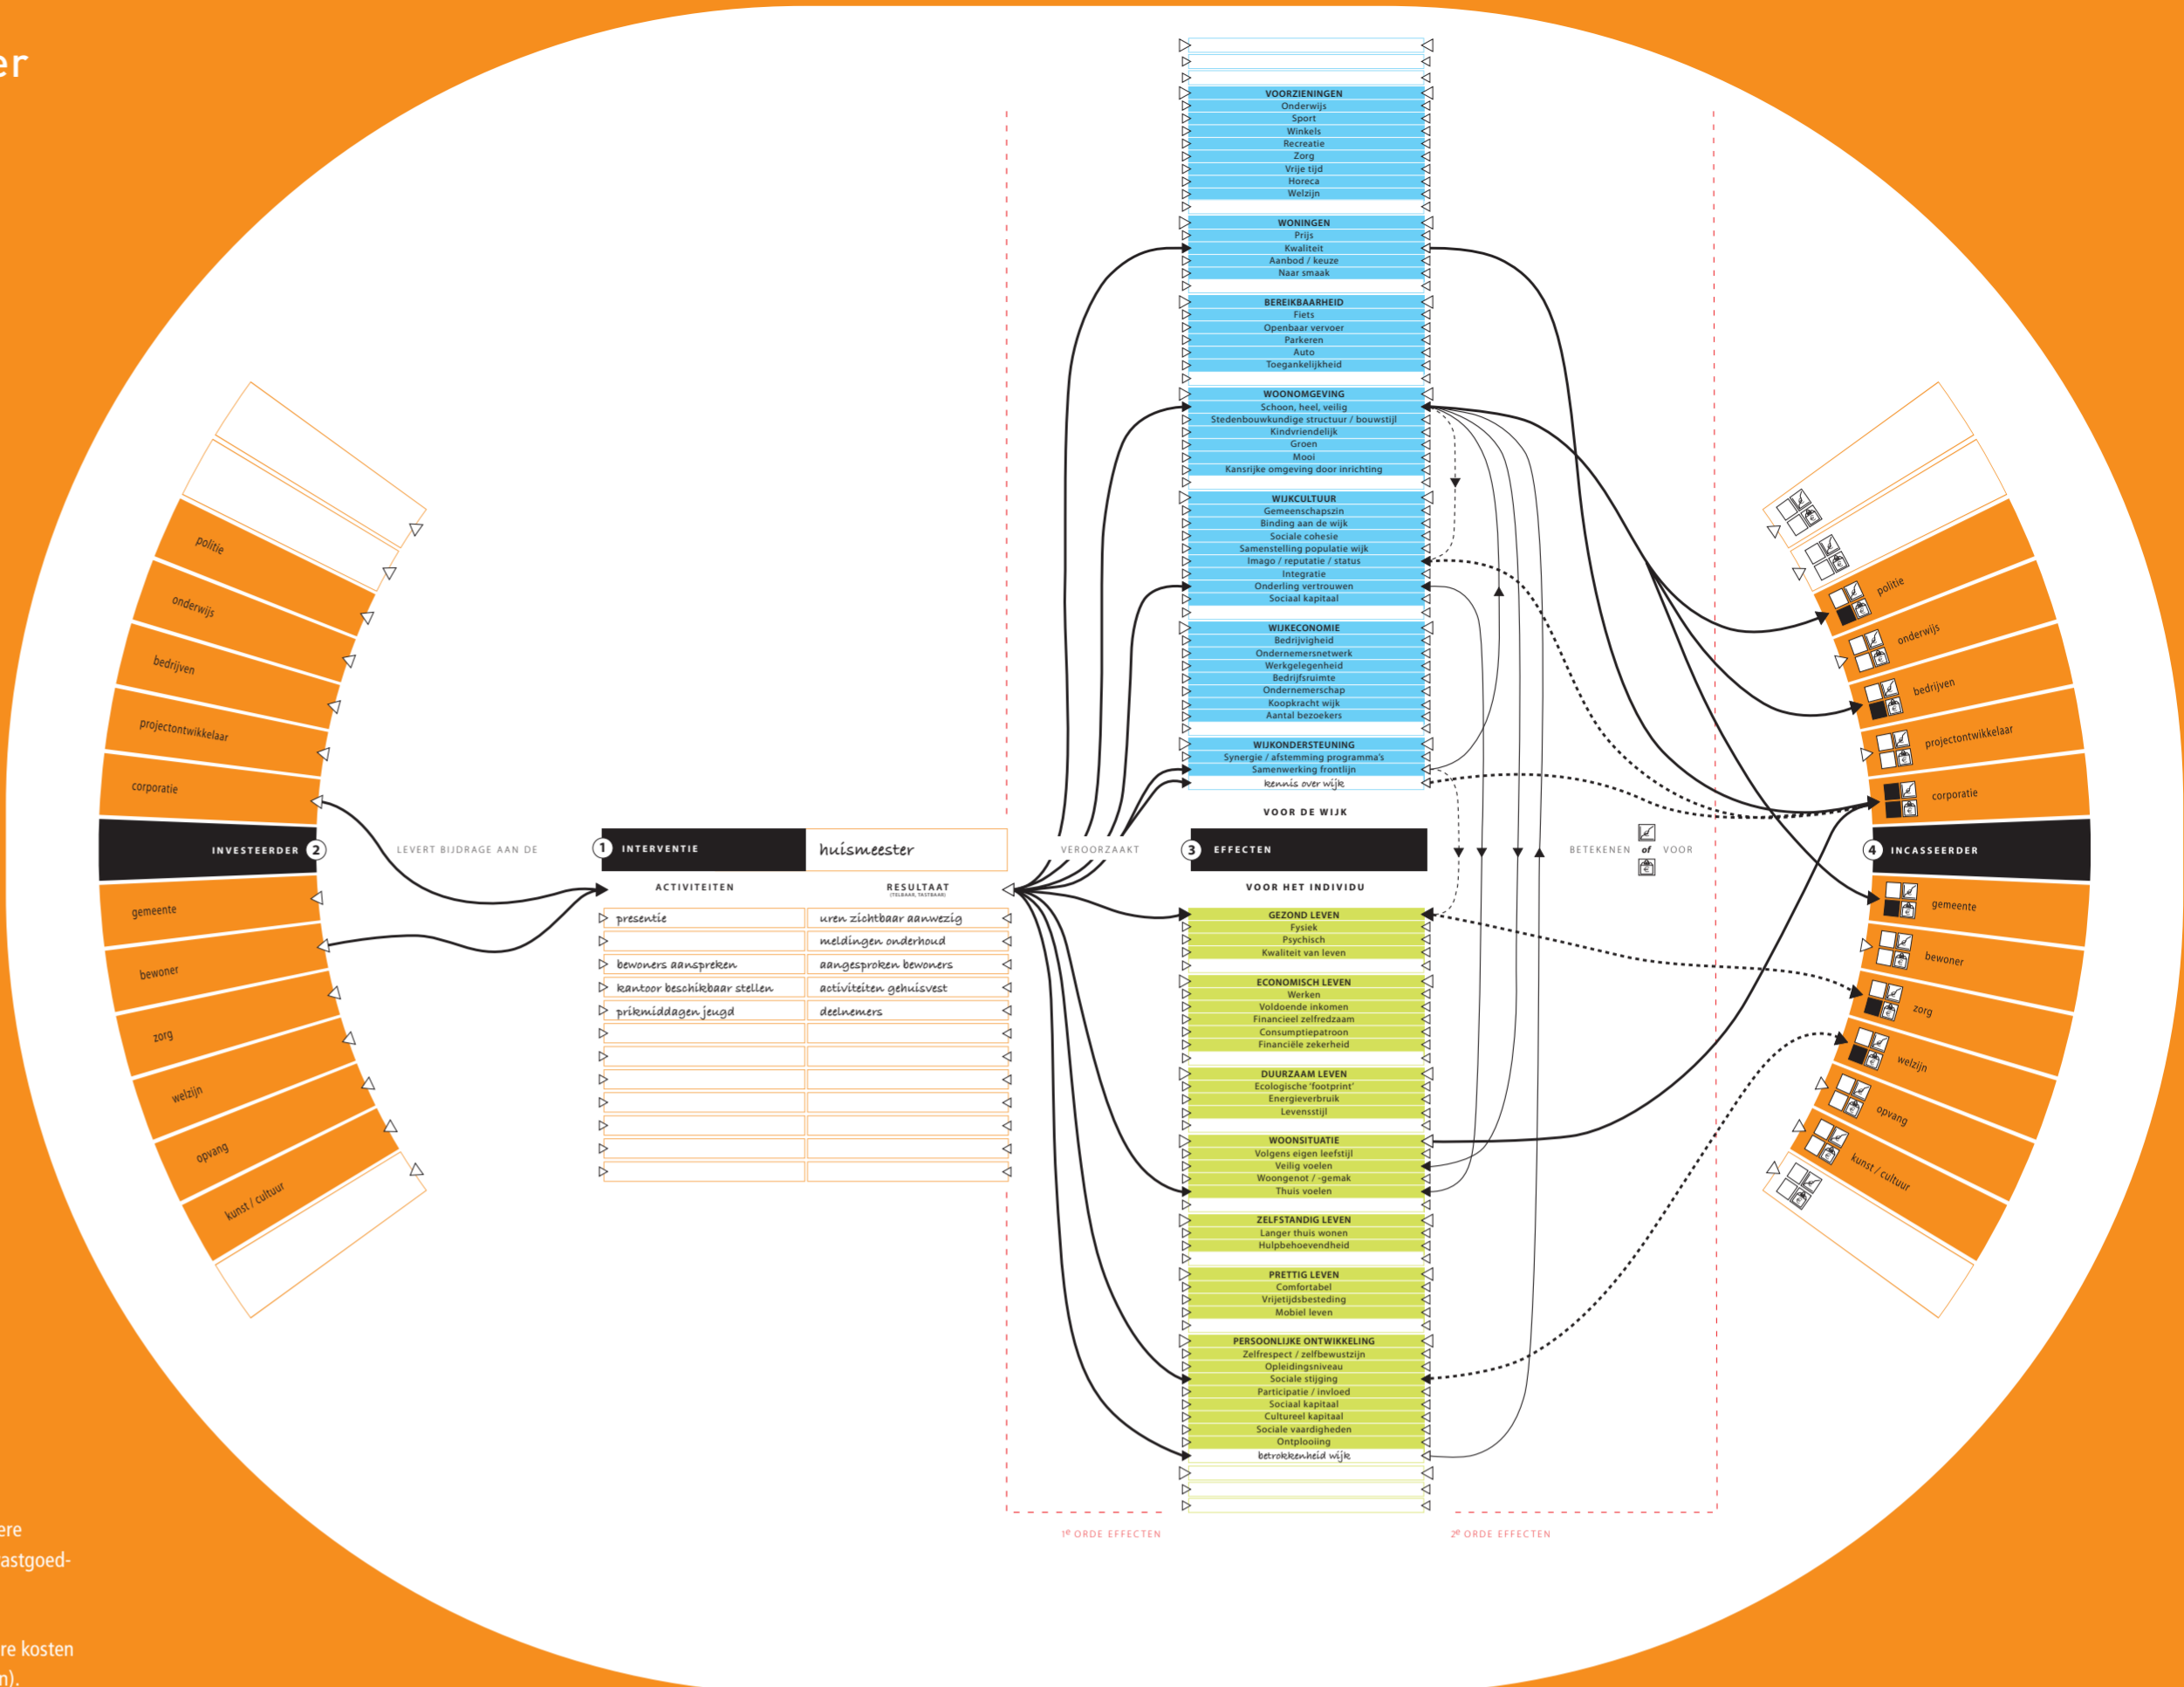 er
politie
onderwijs
bedrijven
projectontwikkelaar
corporatie
INVESTEERDER 2
gemeente
bewoner
zorg
welzijn
opvang
kunst / cultuur
LEVERT BIJDRAGE AAN DE
1 INTERVENTIE
huismeester
ACTIVITEITEN
RESULTAAT
(TELBAAR, TASTBAAR)
presentie
uren zichtbaar aanwezig
meldingen onderhoud
bewoners aanspreken
aangesproken bewoners
kantoor beschikbaar stellen
activiteiten gehuisvest
prikmiddagen jeugd
deelnemers
VEROORZAAKT
VOORZIENINGEN
Onderwijs
Sport
Winkels
Recreatie
Zorg
Vrije tijd
Horeca
Welzijn
WONINGEN
Prijs
Kwaliteit
Aanbod / keuze
Naar smaak
BEREIKBAARHEID
Fiets
Openbaar vervoer
Parkeren
Auto
Toegankelijkheid
WOONOMGEVING
Schoon, heel, veilig
Stedenbouwkundige structuur / bouwstijl
Kindvriendelijk
Groen
Mooi
Kansrijke omgeving door inrichting
WIJKCULTUUR
Gemeenschapszin
Binding aan de wijk
Sociale cohesie
Samenstelling populatie wijk
Imago / reputatie / status
Integratie
Onderling vertrouwen
Sociaal kapitaal
WIJKECONOMIE
Bedrijvigheid
Ondernemersnetwerk
Werkgelegenheid
Bedrijfsruimte
Ondernemerschap
Koopkracht wijk
Aantal bezoekers
WIJKONDERSTEUNING
Synergie / afstemming programma's
Samenwerking frontlijn
kennis over wijk
VOOR DE WIJK
3 EFFECTEN
VOOR HET INDIVIDU
GEZOND LEVEN
Fysiek
Psychisch
Kwaliteit van leven
ECONOMISCH LEVEN
Werken
Voldoende inkomen
Financieel zelfredzaam
Consumptiepatroon
Financiële zekerheid
DUURZAAM LEVEN
Ecologische 'footprint'
Energieverbruik
Levensstijl
WOONSITUATIE
Volgens eigen leefstijl
Veilig voelen
Woongenot / -gemak
Thuis voelen
ZELFSTANDIG LEVEN
Langer thuis wonen
Hulpbehoevendheid
PRETTIG LEVEN
Comfortabel
Vrijetijdsbesteding
Mobiel leven
PERSOONLIJKE ONTWIKKELING
Zelfrespect / zelfbewustzijn
Opleidingsniveau
Sociale stijging
Participatie / invloed
Sociaal kapitaal
Cultureel kapitaal
Sociale vaardigheden
Ontplooiing
betrokkenheid wijk
1e ORDE EFFECTEN
2e ORDE EFFECTEN
BETEKENEN of VOOR
politie
onderwijs
bedrijven
projectontwikkelaar
corporatie
4 INCASSEERDER
gemeente
bewoner
zorg
welzijn
opvang
kunst / cultuur
ere
astgoed-
re kosten
n).